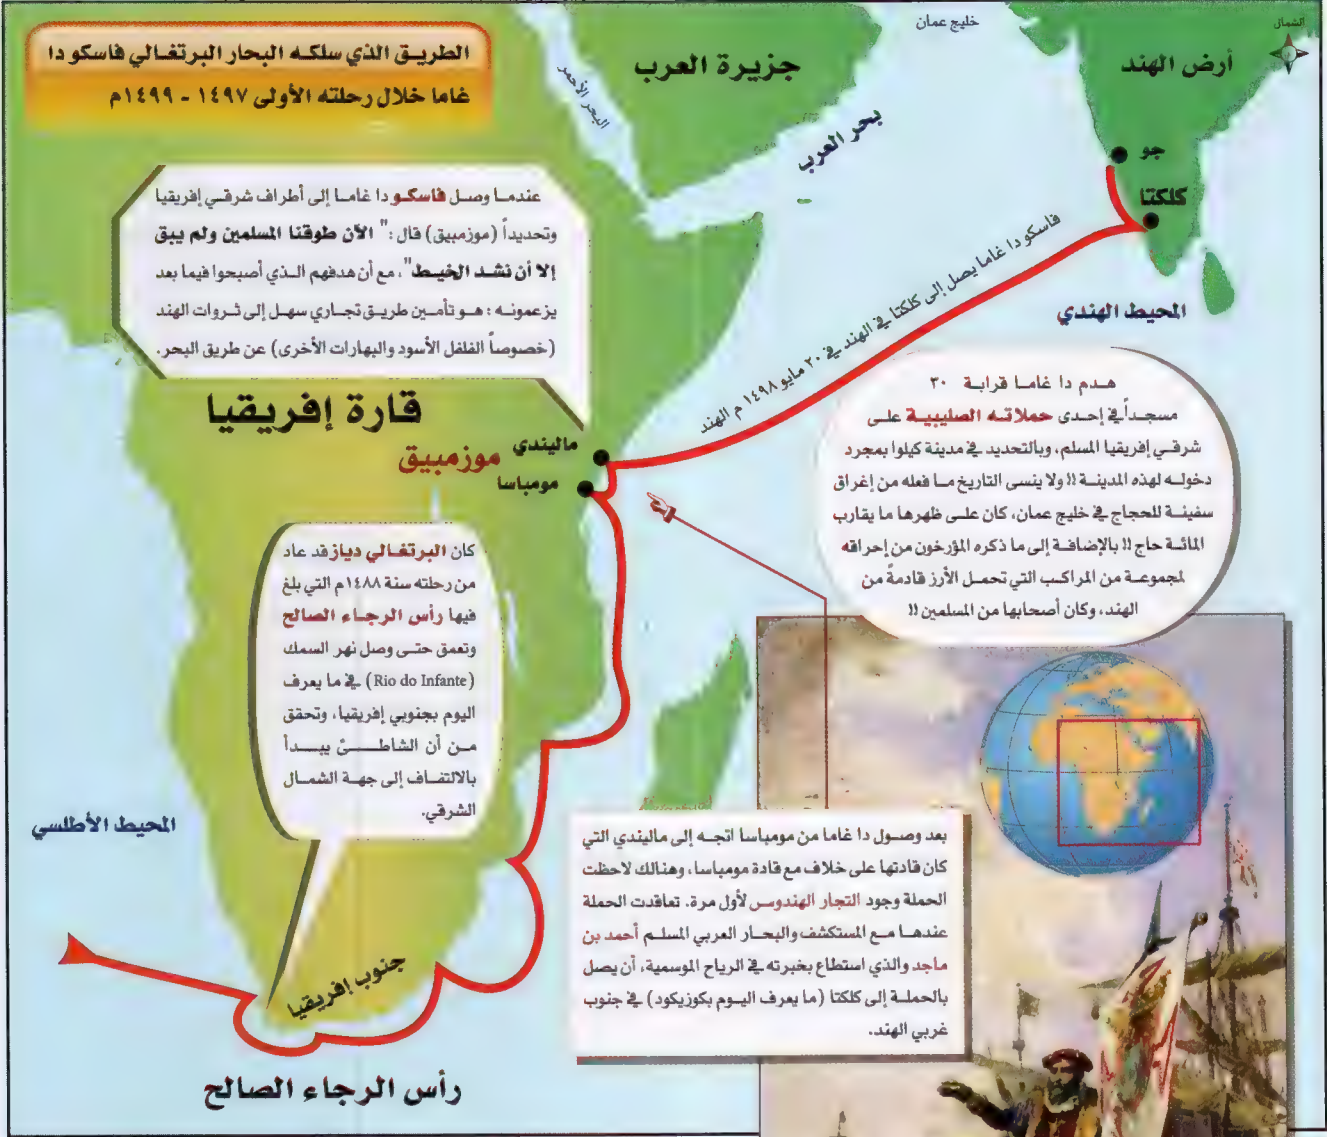 الطريق الذي سلكه البحار البرتغالي فاسكو دا
غاما خلال رحلته الأولى ١٤٩٧ - ١٤٩٩م
خليج عمان
الشمال
جزيرة العرب
أرض الهند
البحر الأحمر
بحر العرب
جو
كلكتا
عندما وصل فاسكو دا غاما إلى أطراف شرقي إفريقيا
وتحديداً (موزمبيق) قال: " الآن طوقنا المسلمين ولم يبق
إلا أن نشد الخيط"، مع أن هدفهم الذي أصبحوا فيما بعد
يزعمونه : هو تأمين طريق تجاري سهل إلى ثروات الهند
(خصوصاً الفلفل الأسود والبهارات الأخرى) عن طريق البحر.
فاسكو دا غاما يصل إلى كلكتا في الهند في ٢٠ مايو ١٤٩٨ م الهند
المحيط الهندي
هدم دا غاما قرابة ٣٠
مسجداً في إحدى حملاته الصليبية على
شرقي إفريقيا المسلم، وبالتحديد في مدينة كيلوا بمجرد
دخوله لهذه المدينة !! ولا ينسى التاريخ ما فعله من إغراق
سفينة للحجاج في خليج عمان، كان على ظهرها ما يقارب
المائة حاج !! بالإضافة إلى ما ذكره المؤرخون من إحراقه
لمجموعة من المراكب التي تحمل الأرز قادمةً من
الهند، وكان أصحابها من المسلمين !!
قارة إفريقيا
ماليندي
موزمبيق
مومباسا
كان البرتغالي دياز قد عاد
من رحلته سنة ١٤٨٨م التي بلغ
فيها رأس الرجاء الصالح
وتعمق حتى وصل نهر السمك
(Rio do Infante) في ما يعرف
اليوم بجنوبي إفريقيا، وتحقق
من أن الشاطئ يبدأ
بالالتفاف إلى جهة الشمال
الشرقي.
المحيط الأطلسي
بعد وصول دا غاما من مومباسا اتجه إلى ماليندي التي
كان قادتها على خلاف مع قادة مومباسا، وهنالك لاحظت
الحملة وجود التجار الهندوس لأول مرة. تعاقدت الحملة
عندها مع المستكشف والبحار العربي المسلم أحمد بن
ماجد والذي استطاع بخبرته في الرياح الموسمية، أن يصل
بالحملة إلى كلكتا (ما يعرف اليوم بكوزيكود) في جنوب
غربي الهند.
جنوب إفريقيا
رأس الرجاء الصالح